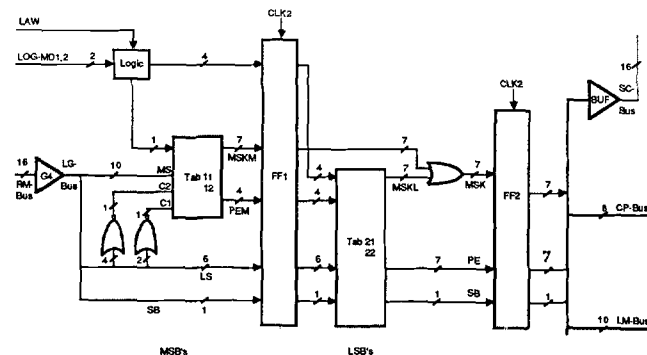 CLK2
LAW
LOG-MD1,2
2
Logic
4
16
SC-
Bus
BUF
CLK2
1
7
MSKM
7
16
RM-
Bus
G4
LG-
Bus
10
MS
Tab 11
12
C2
C1
4
PEM
FF1
4
4
7
MSKL
7
MSK
FF2
7
8
CP-Bus
1
1
4
2
6
LS
6
Tab 21
22
7
PE
7
SB
1
1
1
SB
1
10
LM-Bus
MSB's
LSB's